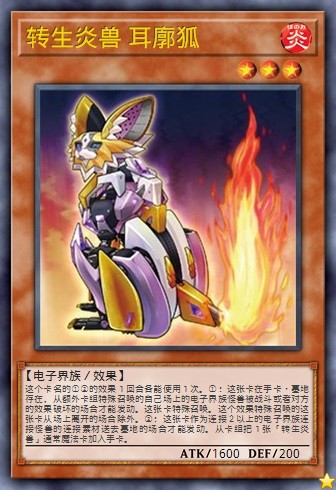 转生炎兽 耳廓狐
炎
【电子界族／效果】
这个卡名的①②的效果１回合各能使用１次。①：这张卡在手卡·墓地
存在，从额外卡组特殊召唤的自己场上的电子界族怪兽被战斗或者对方
的效果破坏的场合才能发动。这张卡特殊召唤。这个效果特殊召唤的这
张卡从场上离开的场合除外。②：这张卡作为连接２以上的电子界族连
接怪兽的连接素材送去墓地的场合才能发动。从卡组把１张「转生炎
兽」通常魔法卡加入手卡。
ATK/1600 DEF/200